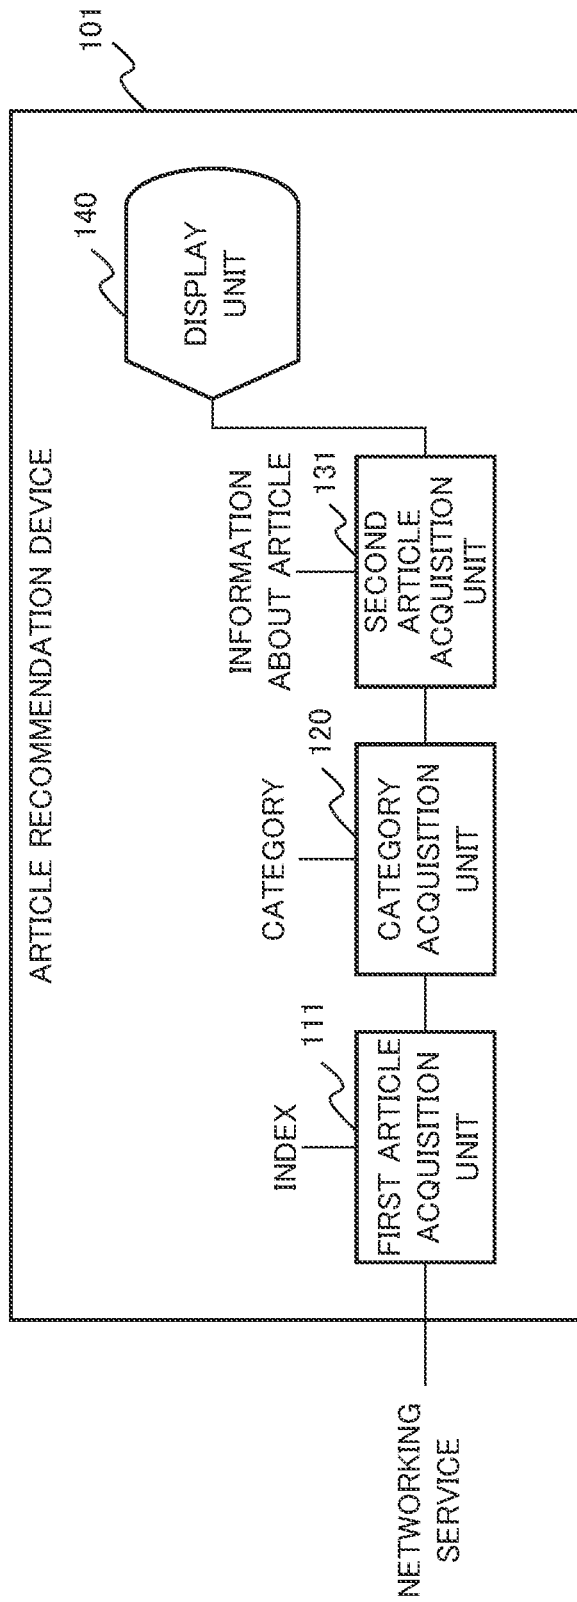 101
ARTICLE RECOMMENDATION DEVICE
140
DISPLAY
UNIT
INFORMATION
ABOUT ARTICLE
131
SECOND
ARTICLE
ACQUISITION
UNIT
CATEGORY
120
CATEGORY
ACQUISITION
UNIT
INDEX
111
FIRST ARTICLE
ACQUISITION
UNIT
NETWORKING
SERVICE